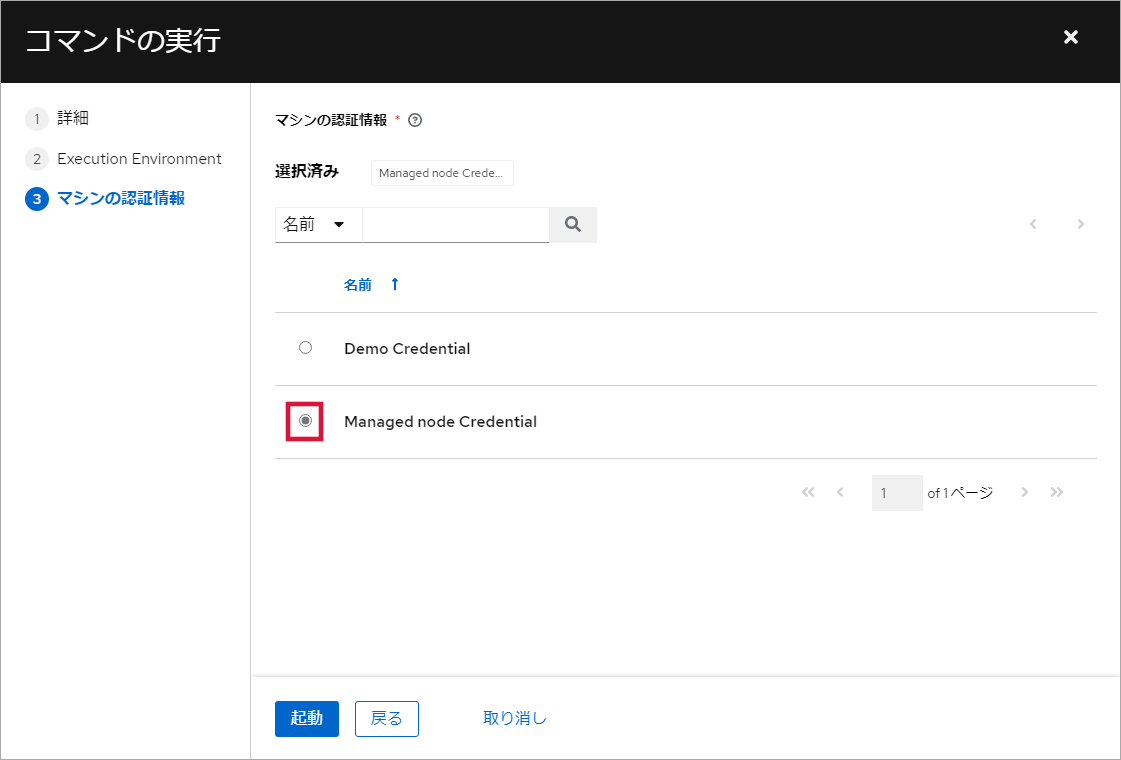 コマンドの実行
1 詳細
2 Execution Environment
3 マシンの認証情報
マシンの認証情報 *
選択済み Managed node Crede...
名前
名前
Demo Credential
Managed node Credential
1 of 1 ページ
起動 戻る 取り消し